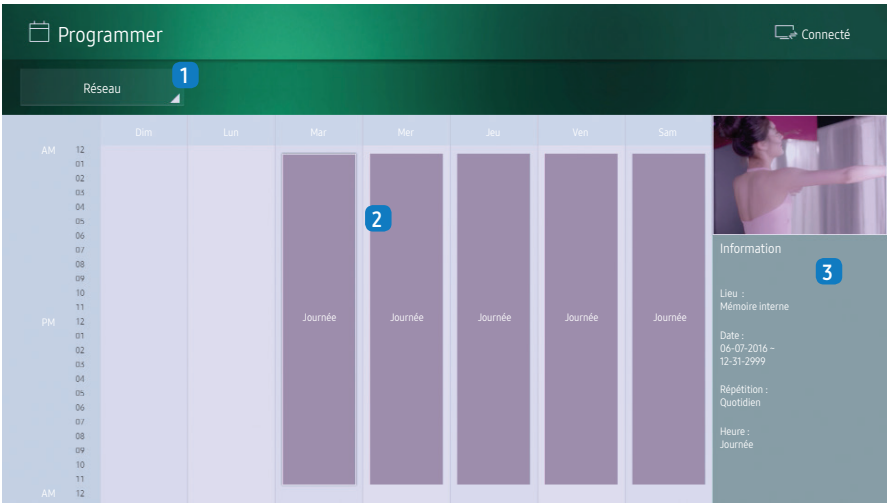 Programmer
Connecté
Réseau
1
Dim Lun Mar Mer Jeu Ven Sam
AM 12
01
02
03
04
05
06
07
08
09
10
11
PM 12
01
02
03
04
05
06
07
08
09
10
11
AM 12
2
Journée Journée Journée Journée Journée
Information
3
Lieu :
Mémoire interne
Date :
06-07-2016 –
12-31-2999
Répétition :
Quotidien
Heure :
Journée